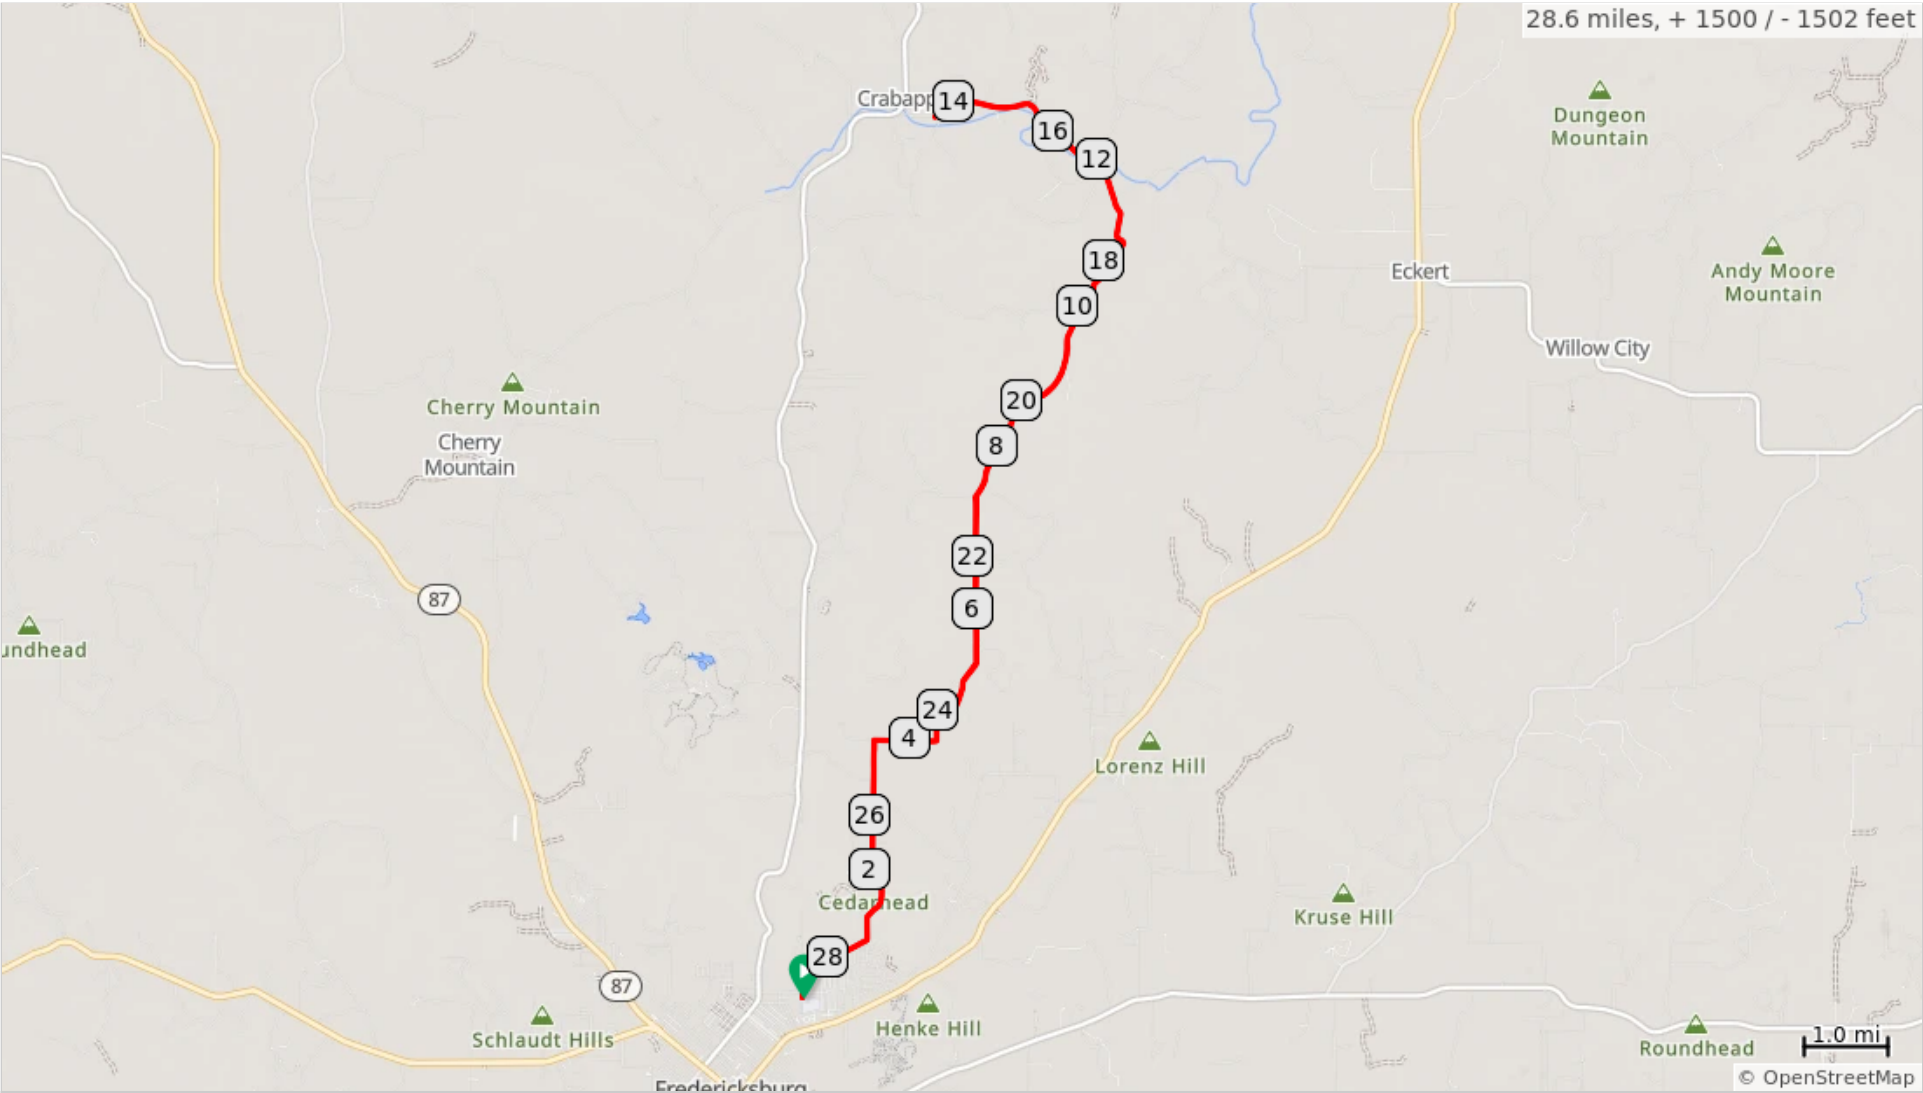 28.6 miles, + 1500 / - 1502 feet
Crabapp
14
16
12
Dungeon
Mountain
18
10
Eckert
Andy Moore
Mountain
Willow City
Cherry Mountain
Cherry
Mountain
20
8
22
6
87
undhead
24
4
Lorenz Hill
26
2
Cedarhead
Kruse Hill
28
87
Schlaudt Hills
Henke Hill
1.0 mi
Roundhead
© OpenStreetMap
Fredericksburg